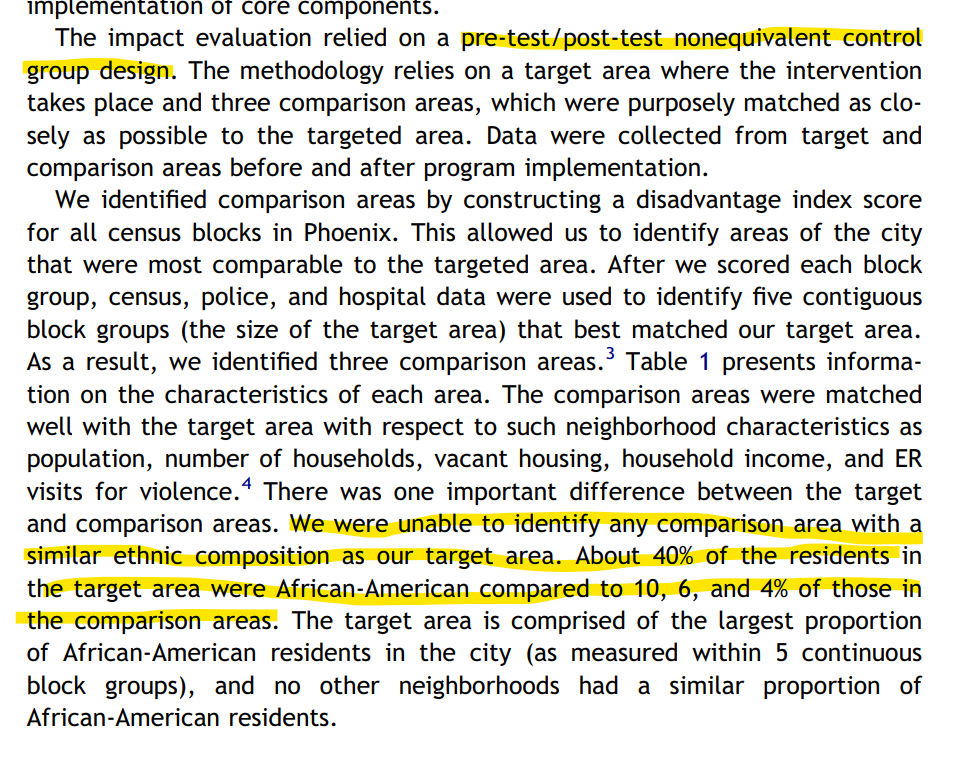 implementation of core components.
The impact evaluation relied on a pre-test/post-test nonequivalent control
group design. The methodology relies on a target area where the intervention
takes place and three comparison areas, which were purposely matched as clo-
sely as possible to the targeted area. Data were collected from target and
comparison areas before and after program implementation.
We identified comparison areas by constructing a disadvantage index score
for all census blocks in Phoenix. This allowed us to identify areas of the city
that were most comparable to the targeted area. After we scored each block
group, census, police, and hospital data were used to identify five contiguous
block groups (the size of the target area) that best matched our target area.
As a result, we identified three comparison areas.3 Table 1 presents informa-
tion on the characteristics of each area. The comparison areas were matched
well with the target area with respect to such neighborhood characteristics as
population, number of households, vacant housing, household income, and ER
visits for violence.4 There was one important difference between the target
and comparison areas. We were unable to identify any comparison area with a
similar ethnic composition as our target area. About 40% of the residents in
the target area were African-American compared to 10, 6, and 4% of those in
the comparison areas. The target area is comprised of the largest proportion
of African-American residents in the city (as measured within 5 continuous
block groups), and no other neighborhoods had a similar proportion of
African-American residents.